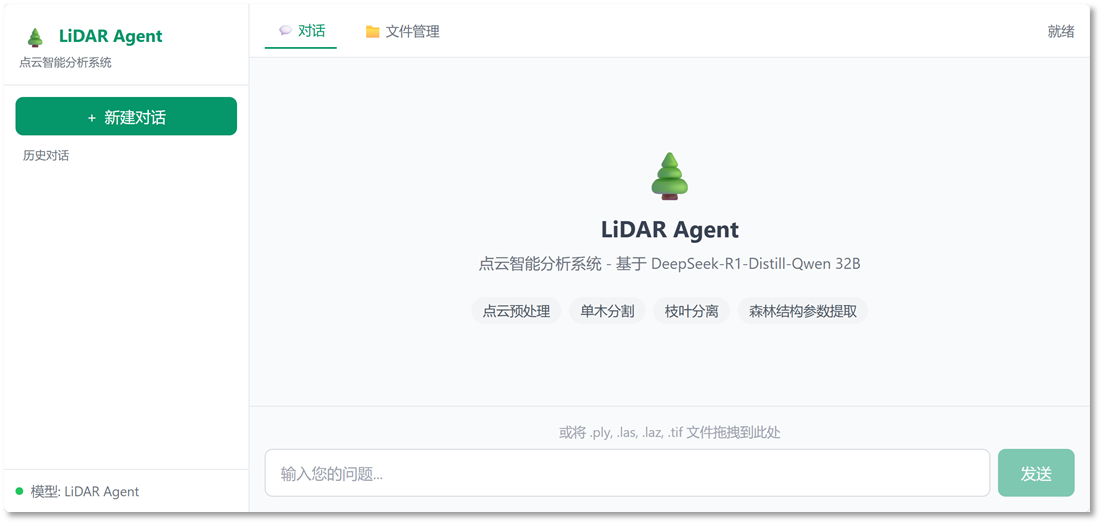 LiDAR Agent
点云智能分析系统
+ 新建对话
历史对话
模型: LiDAR Agent
对话
文件管理
就绪
LiDAR Agent
点云智能分析系统 - 基于 DeepSeek-R1-Distill-Qwen 32B
点云预处理
单木分割
枝叶分离
森林结构参数提取
或将 .ply, .las, .laz, .tif 文件拖拽到此处
输入您的问题...
发送